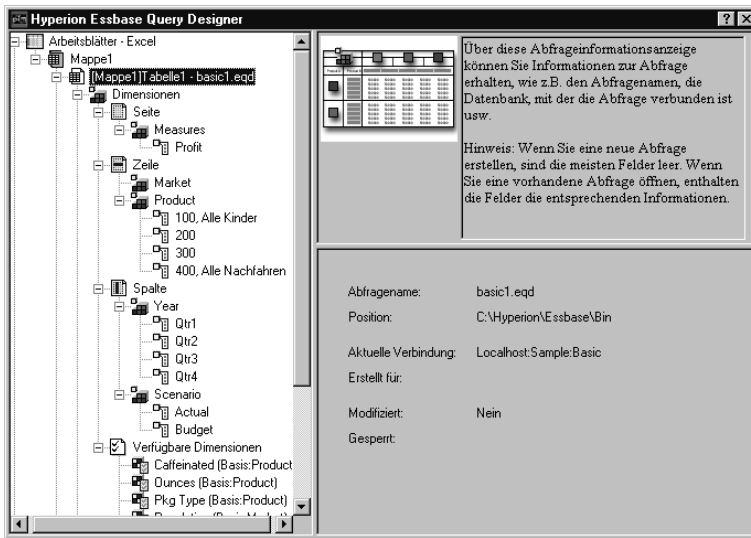 Hyperion Essbase Query Designer
Arbeitsblätter - Excel
Mappe1
[Mappe1]Tabelle1 - basic1.eqd
Dimensionen
Seite
Measures
Profit
Zeile
Market
Product
100, Alle Kinder
200
300
400, Alle Nachfahren
Spalte
Year
Qtr1
Qtr2
Qtr3
Qtr4
Scenario
Actual
Budget
Verfügbare Dimensionen
Caffeinated (Basis:Product
Ounces (Basis:Product)
Pkg Type (Basis:Product)
Über diese Abfrageinformationsanzeige
können Sie Informationen zur Abfrage
erhalten, wie z.B. den Abfragenamen, die
Datenbank, mit der die Abfrage verbunden ist
usw.
Hinweis: Wenn Sie eine neue Abfrage
erstellen, sind die meisten Felder leer. Wenn
Sie eine vorhandene Abfrage öffnen, enthalten
die Felder die entsprechenden Informationen.
Abfragename: basic1.eqd
Position: C:\Hyperion\Essbase\Bin
Aktuelle Verbindung: Localhost:Sample:Basic
Erstellt für:
Modifiziert: Nein
Gesperrt: